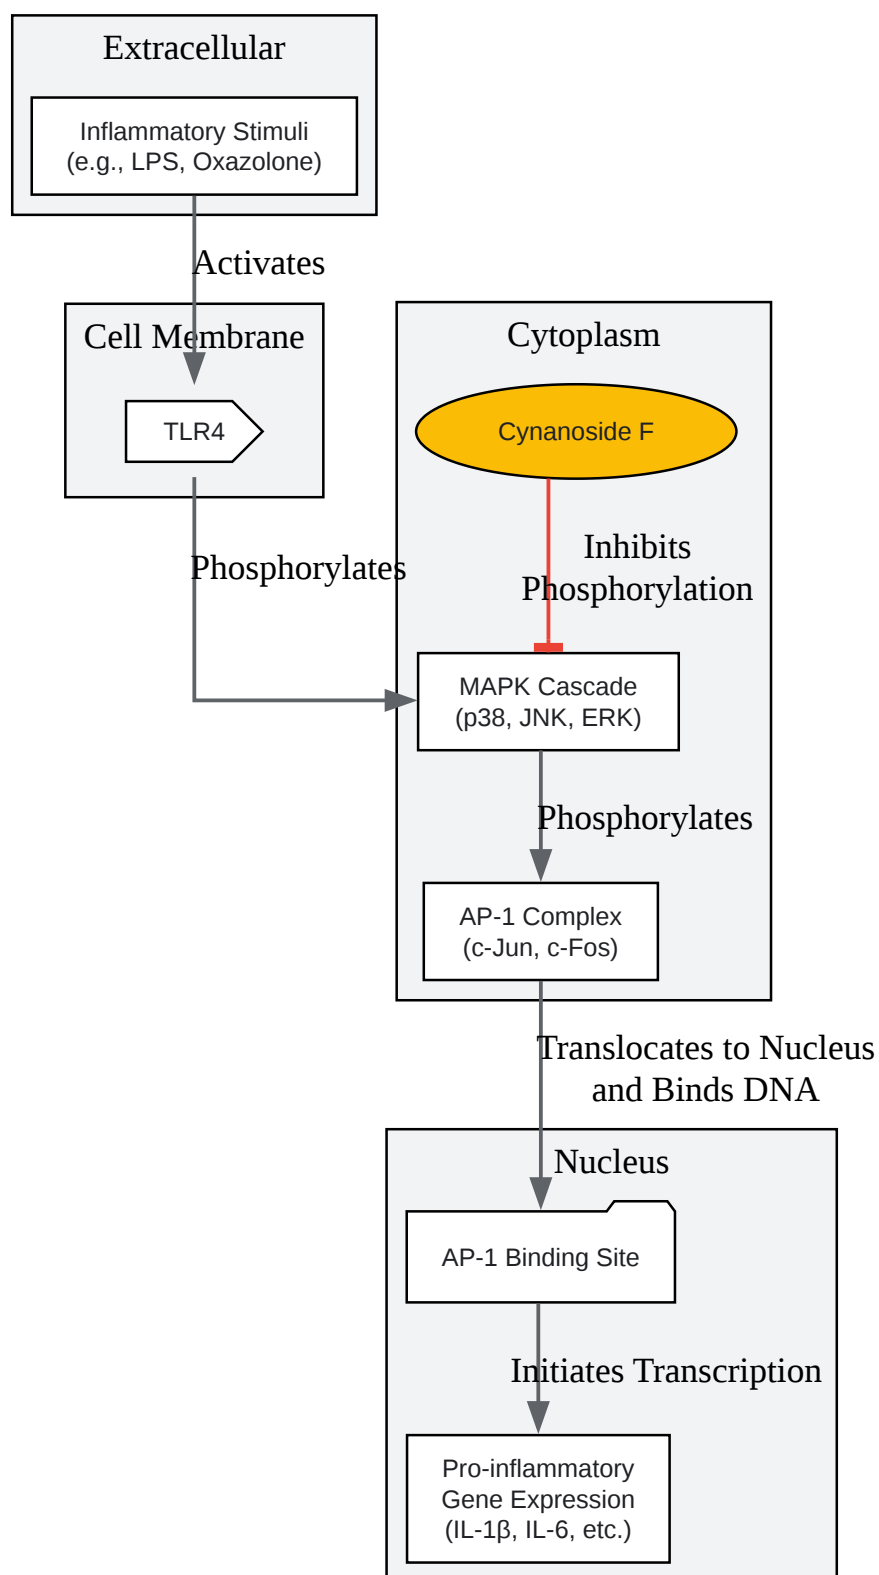 Extracellular
Inflammatory Stimuli
(e.g., LPS, Oxazolone)
Activates
Cell Membrane
TLR4
Phosphorylates
Cytoplasm
Cynanoside F
Inhibits
Phosphorylation
MAPK Cascade
(p38, JNK, ERK)
Phosphorylates
AP-1 Complex
(c-Jun, c-Fos)
Translocates to Nucleus
and Binds DNA
Nucleus
AP-1 Binding Site
Initiates Transcription
Pro-inflammatory
Gene Expression
(IL-1β, IL-6, etc.)